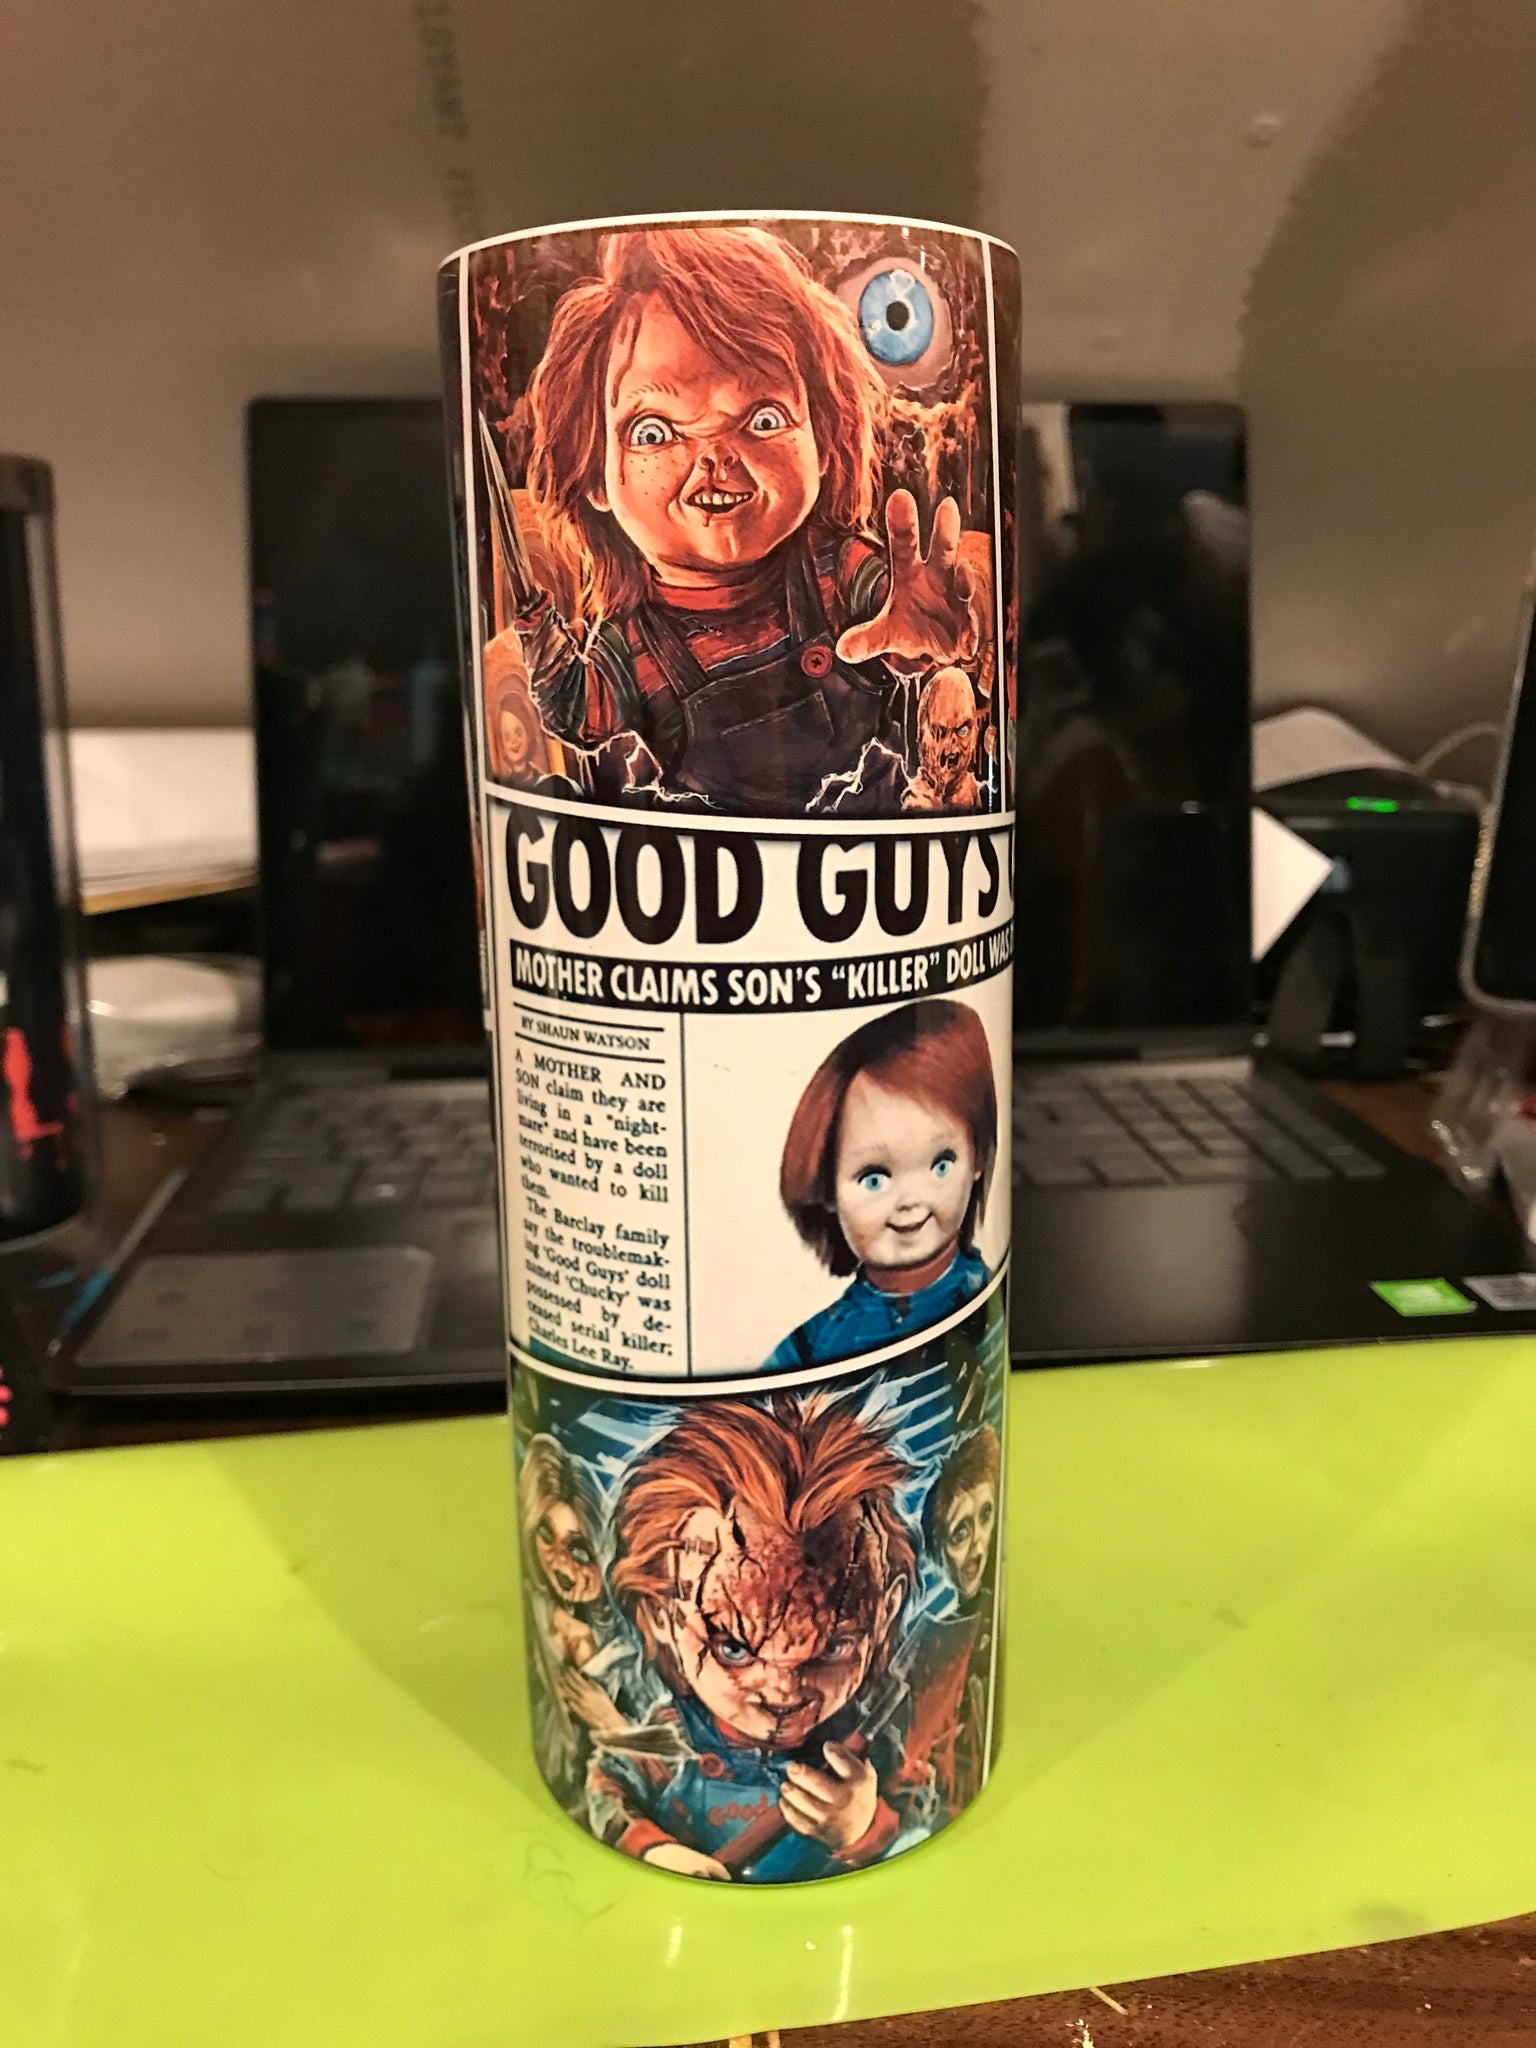 GOOD GUYS
MOTHER CLAIMS SON'S "KILLER" DOLL WAS
BY SHAUN WATSON
A MOTHER AND
SON claim they are
living in a "night-
mare" and have been
terrorised by a doll
who wanted to kill
them.
The Barclay family
say the troublemak-
ing 'Good Guys' doll
named 'Chucky' was
possessed by de-
ceased serial killer;
Charles Lee Ray.
Good